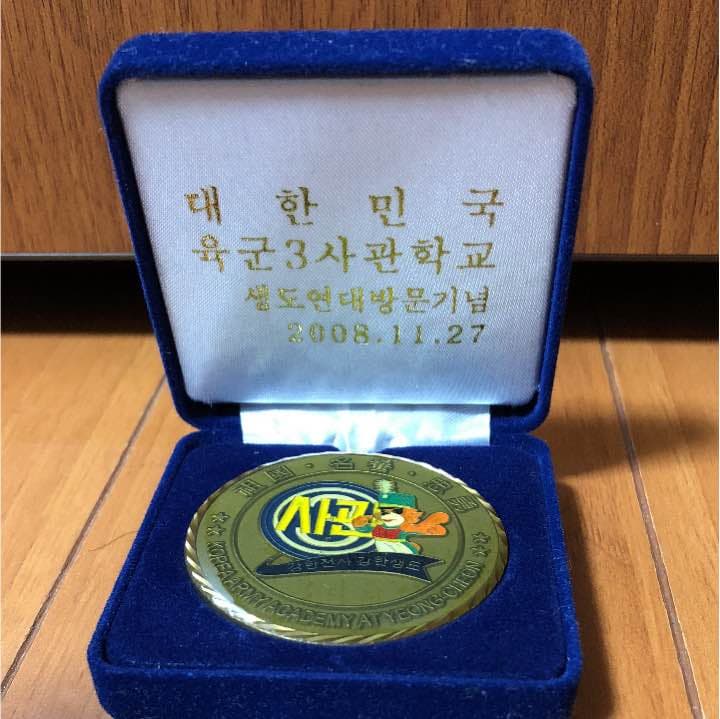 대 한 민 국
육군3사관학교
생도연대방문기념
2008.11.27
사관
KOREA ARMY ACADEMY AT YEONG-CHEON